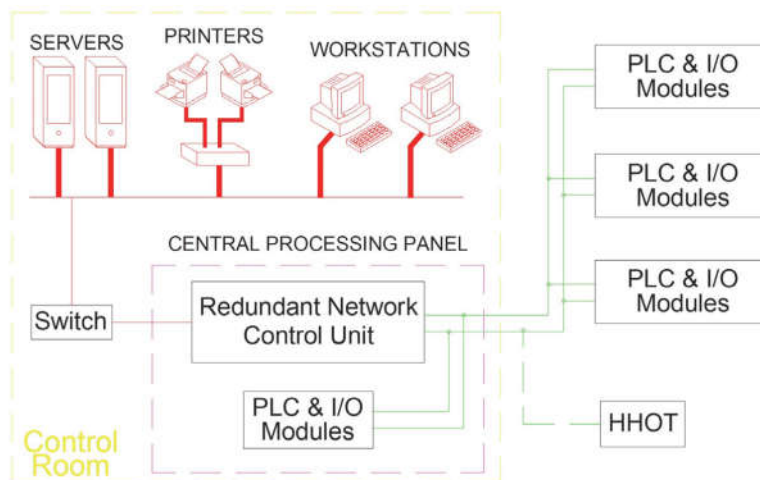 SERVERS
PRINTERS
WORKSTATIONS
PLC & I/O
Modules
PLC & I/O
Modules
PLC & I/O
Modules
CENTRAL PROCESSING PANEL
Switch
Redundant Network
Control Unit
PLC & I/O
Modules
HHOT
Control
Room